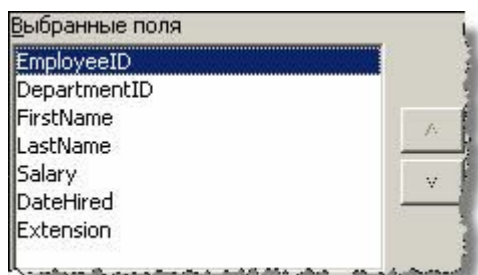 Выбранные поля
EmployeeID
DepartmentID
FirstName
LastName
Salary
DateHired
Extension